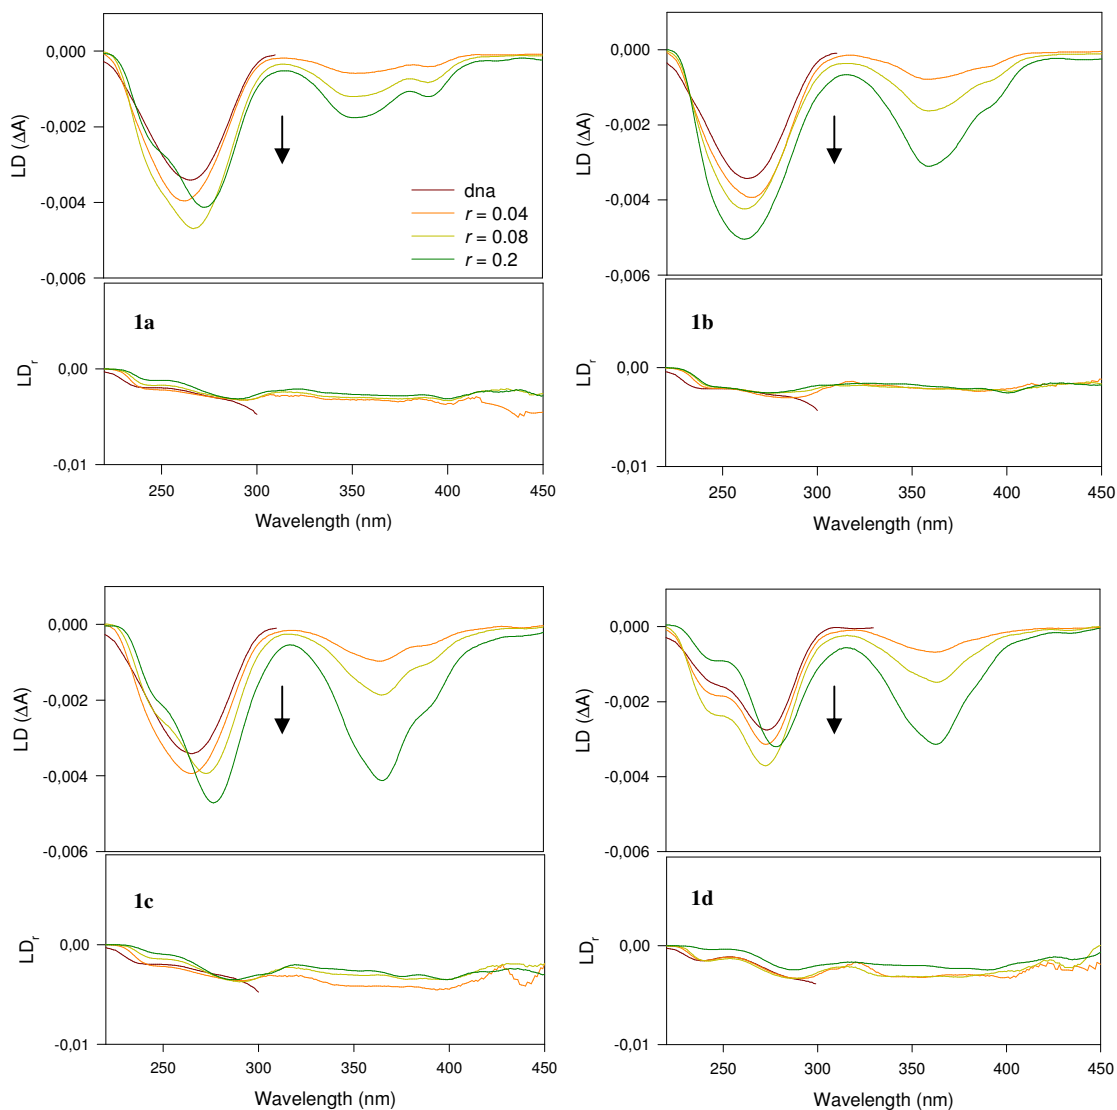 0,000
-0,002
-0,004
-0,006
LD (ΔA)
dna
r = 0.04
r = 0.08
r = 0.2
1a
0,00
-0,01
LDr
250 300 350 400 450
Wavelength (nm)
0,000
-0,002
-0,004
-0,006
LD (ΔA)
1b
0,00
-0,01
LDr
250 300 350 400 450
Wavelength (nm)
0,000
-0,002
-0,004
-0,006
LD (ΔA)
1c
0,00
-0,01
LDr
250 300 350 400 450
Wavelength (nm)
0,000
-0,002
-0,004
-0,006
LD (ΔA)
1d
0,00
-0,01
LDr
250 300 350 400 450
Wavelength (nm)